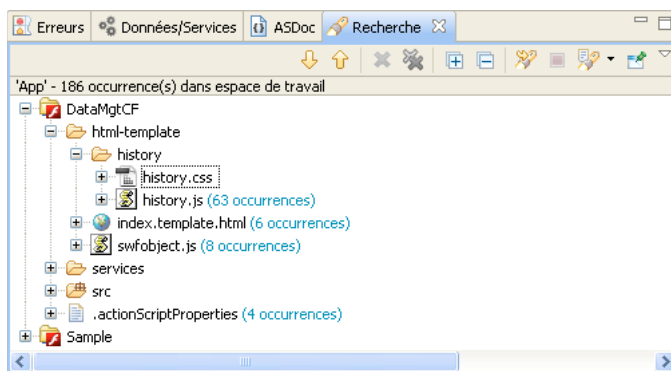 Erreurs Données/Services ASDoc Recherche
'App' - 186 occurrence(s) dans espace de travail
DataMgtCF
html-template
history
history.css
history.js (63 occurrences)
index.template.html (6 occurrences)
swfobject.js (8 occurrences)
services
src
.actionScriptProperties (4 occurrences)
Sample